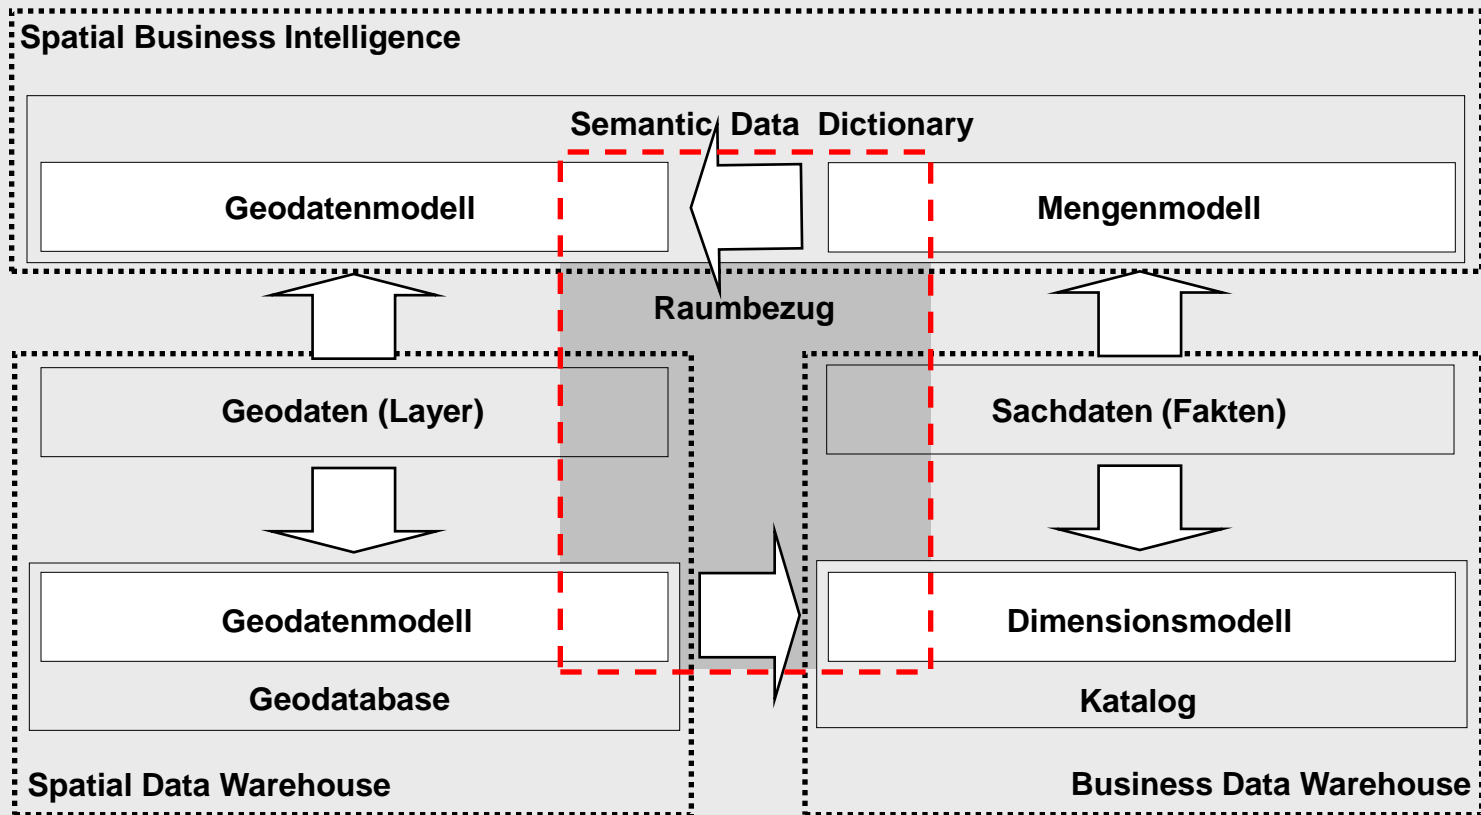 Spatial Business Intelligence
Semantic Data Dictionary
Geodatenmodell
Mengenmodell
Raumbezug
Geodaten (Layer)
Sachdaten (Fakten)
Geodatenmodell
Dimensionsmodell
Geodatabase
Katalog
Spatial Data Warehouse
Business Data Warehouse